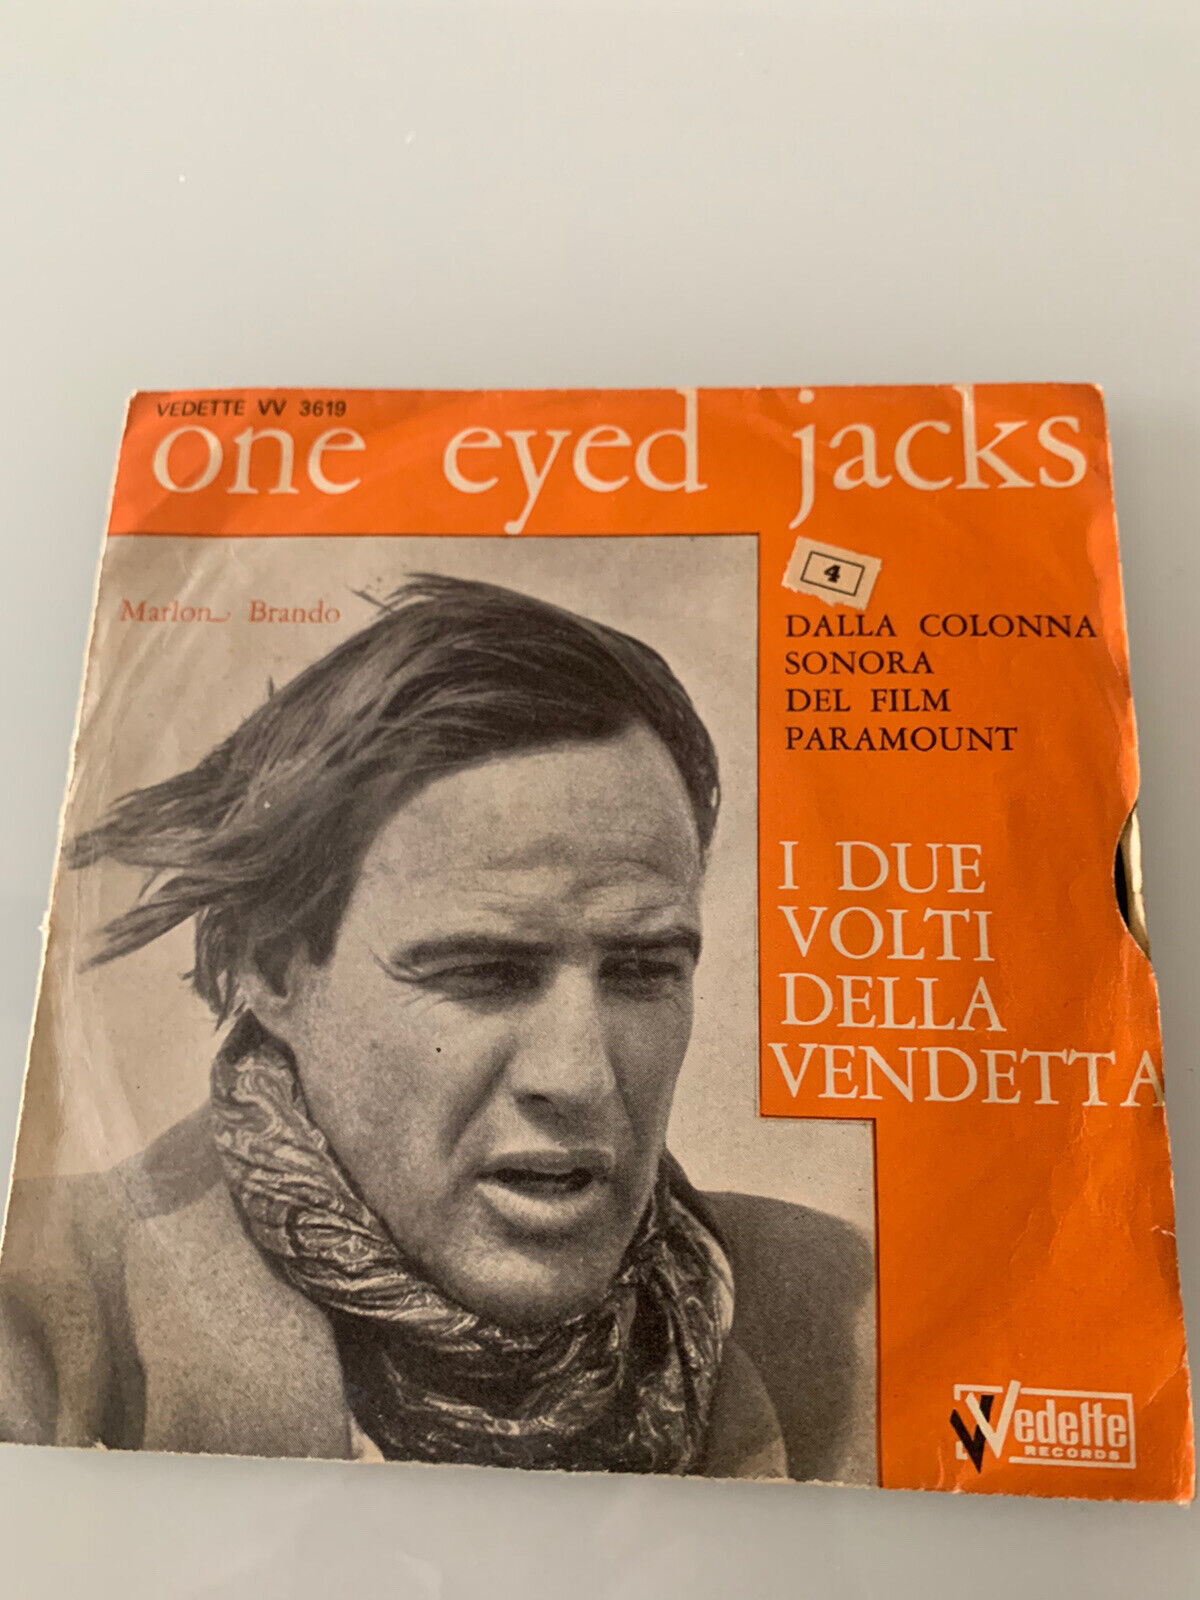 VEDETTE VV 3619
one eyed jacks
4
Marlon Brando
DALLA COLONNA
SONORA
DEL FILM
PARAMOUNT
I DUE
VOLTI
DELLA
VENDETTA
Vedette
RECORDS